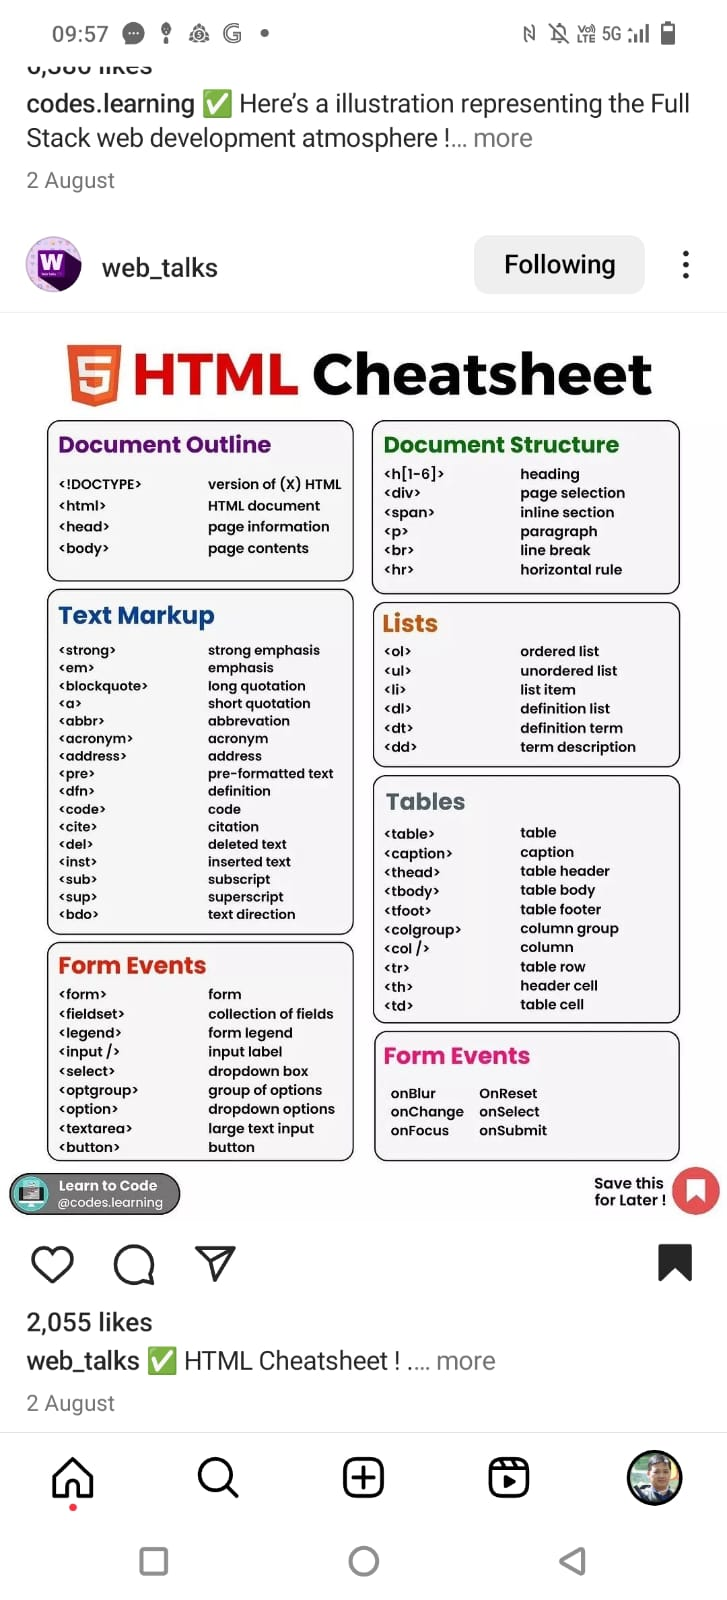 09:57
5G
codes.learning ✅ Here's a illustration representing the Full
Stack web development atmosphere !... more
2 August
W
web_talks
Following
5 HTML Cheatsheet
Document Outline
<!DOCTYPE> version of (X) HTML
<html> HTML document
<head> page information
<body> page contents
Document Structure
<h[1-6]> heading
<div> page selection
<span> inline section
<p> paragraph
<br> line break
<hr> horizontal rule
Text Markup
<strong> strong emphasis
<em> emphasis
<blockquote> long quotation
<a> short quotation
<abbr> abbrevation
<acronym> acronym
<address> address
<pre> pre-formatted text
<dfn> definition
<code> code
<cite> citation
<del> deleted text
<inst> inserted text
<sub> subscript
<sup> superscript
<bdo> text direction
Lists
<ol> ordered list
<ul> unordered list
<li> list item
<dl> definition list
<dt> definition term
<dd> term description
Tables
<table> table
<caption> caption
<thead> table header
<tbody> table body
<tfoot> table footer
<colgroup> column group
<col /> column
<tr> table row
<th> header cell
<td> table cell
Form Events
<form> form
<fieldset> collection of fields
<legend> form legend
<input /> input label
<select> dropdown box
<optgroup> group of options
<option> dropdown options
<textarea> large text input
<button> button
Form Events
onBlur OnReset
onChange onSelect
onFocus onSubmit
Learn to Code
@codes.learning
Save this
for Later !
2,055 likes
web_talks ✅ HTML Cheatsheet ! .... more
2 August